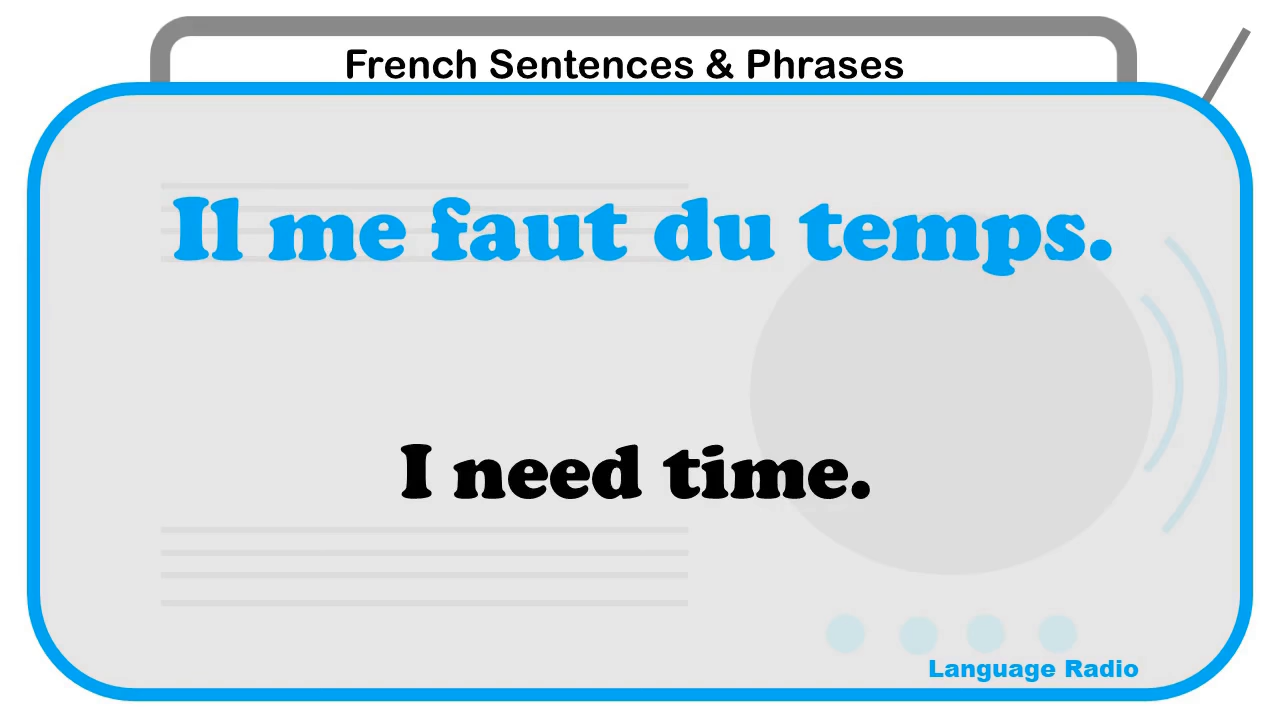 French Sentences & Phrases
Il me faut du temps.
I need time.
Language Radio